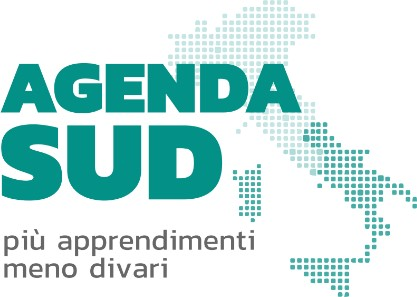 AGENDA
SUD
più apprendimenti
meno divari